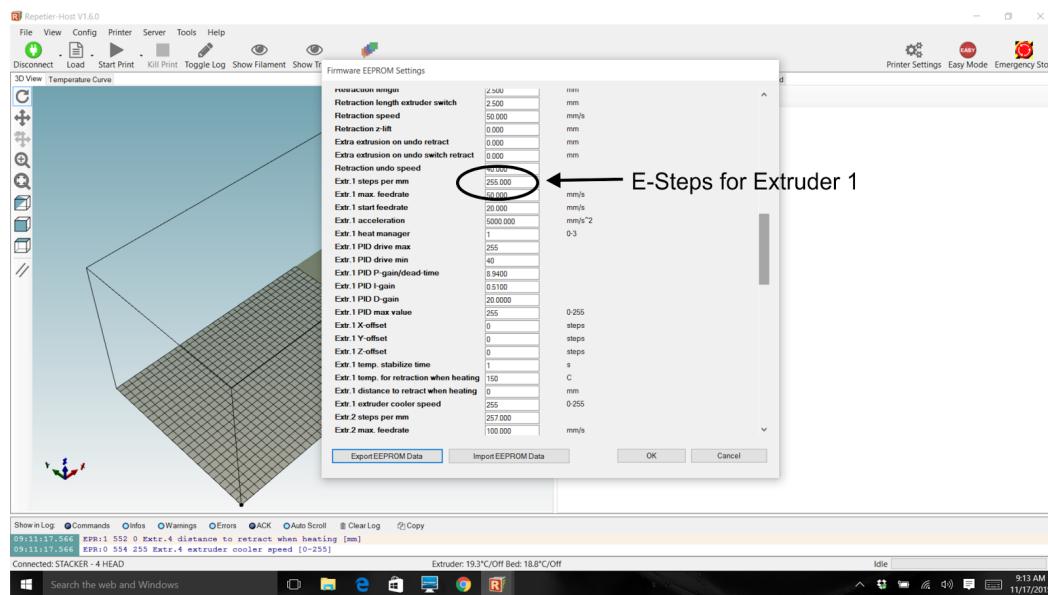 Repetier-Host V1.6.0
File View Config Printer Server Tools Help
Disconnect Load Start Print Kill Print Toggle Log Show Filament Show Tr
Printer Settings Easy Mode Emergency Sto
EASY
3D View Temperature Curve
d
Firmware EEPROM Settings
Retraction length 2.500 mm
Retraction length extruder switch 2.500 mm
Retraction speed 50.000 mm/s
Retraction z-lift 0.000 mm
Extra extrusion on undo retract 0.000 mm
Extra extrusion on undo switch retract 0.000 mm
Retraction undo speed 40.000
Extr.1 steps per mm 255.000
E-Steps for Extruder 1
Extr.1 max. feedrate 50.000 mm/s
Extr.1 start feedrate 20.000 mm/s
Extr.1 acceleration 5000.000 mm/s^2
Extr.1 heat manager 1 0-3
Extr.1 PID drive max 255
Extr.1 PID drive min 40
Extr.1 PID P-gain/dead-time 8.9400
Extr.1 PID I-gain 0.5100
Extr.1 PID D-gain 20.0000
Extr.1 PID max value 255 0-255
Extr.1 X-offset 0 steps
Extr.1 Y-offset 0 steps
Extr.1 Z-offset 0 steps
Extr.1 temp. stabilize time 1 s
Extr.1 temp. for retraction when heating 150 C
Extr.1 distance to retract when heating 0 mm
Extr.1 extruder cooler speed 255 0-255
Extr.2 steps per mm 257.000
Extr.2 max. feedrate 100.000 mm/s
Export EEPROM Data Import EEPROM Data OK Cancel
Show in Log: Commands Infos Warnings Errors ACK Auto Scroll Clear Log Copy
09:11:17.566 EPR:1 552 0 Extr.4 distance to retract when heating [mm]
09:11:17.566 EPR:0 554 255 Extr.4 extruder cooler speed [0-255]
Connected: STACKER - 4 HEAD Extruder: 19.3°C/Off Bed: 18.8°C/Off Idle
Search the web and Windows
9:13 AM
11/17/201